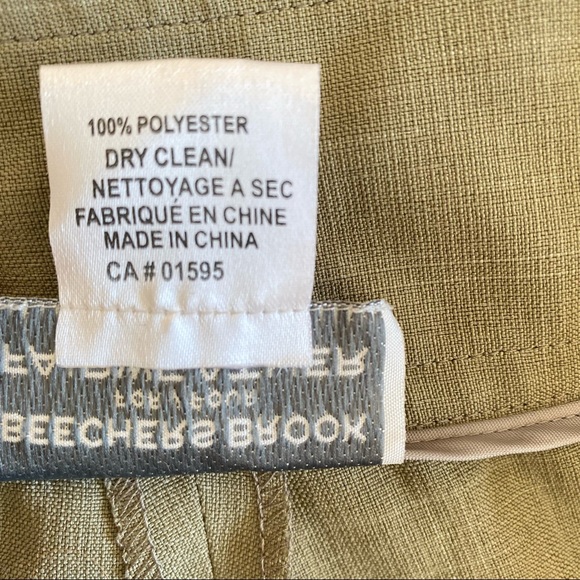 100% POLYESTER
DRY CLEAN/
NETTOYAGE A SEC
FABRIQUÉ EN CHINE
MADE IN CHINA
CA # 01595
BEECHERS BROOK